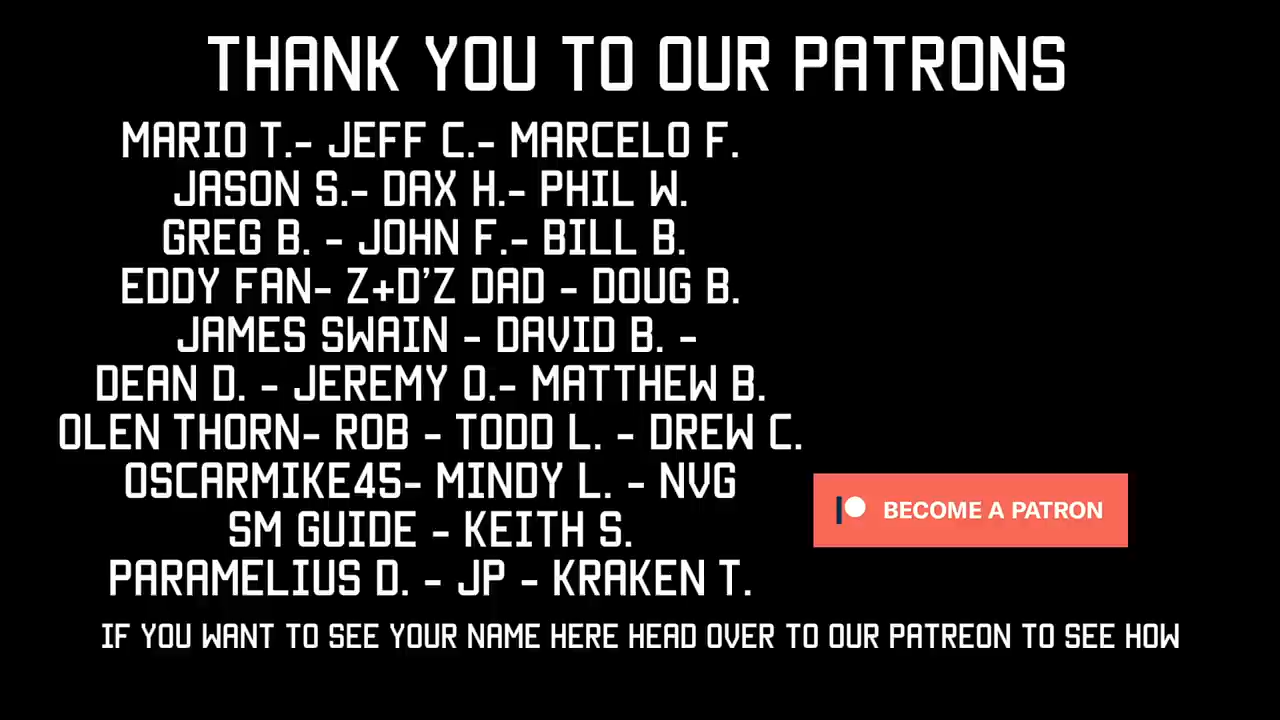 THANK YOU TO OUR PATRONS
MARIO T.- JEFF C.- MARCELO F.
JASON S.- DAX H.- PHIL W.
GREG B. - JOHN F.- BILL B.
EDDY FAN- Z+D'Z DAD - DOUG B.
JAMES SWAIN - DAVID B. -
DEAN D. - JEREMY O.- MATTHEW B.
OLEN THORN- ROB - TODD L. - DREW C.
OSCARMIKE45- MINDY L. - NVG
SM GUIDE - KEITH S.
PARAMELIUS D. - JP - KRAKEN T.
BECOME A PATRON
IF YOU WANT TO SEE YOUR NAME HERE HEAD OVER TO OUR PATREON TO SEE HOW